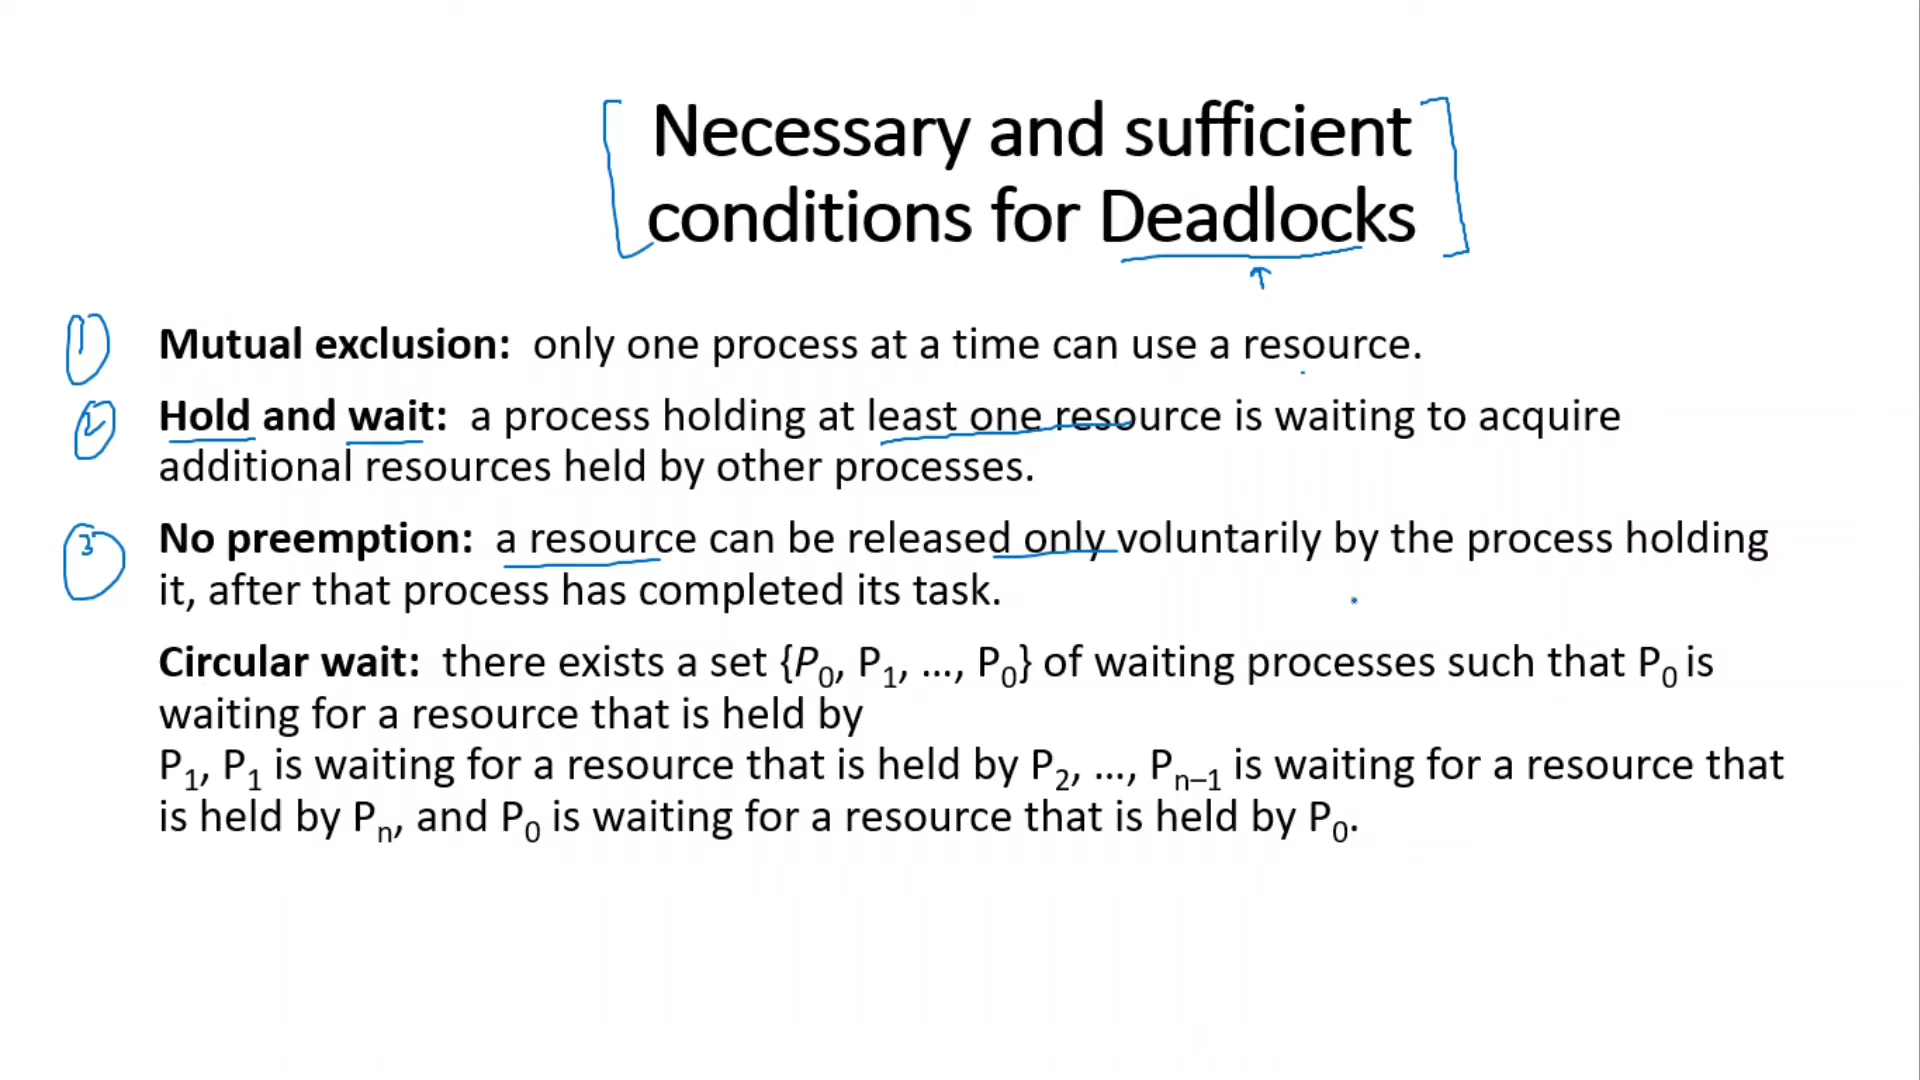 Necessary and sufficient
conditions for Deadlocks
1 Mutual exclusion: only one process at a time can use a resource.
2 Hold and wait: a process holding at least one resource is waiting to acquire
additional resources held by other processes.
3 No preemption: a resource can be released only voluntarily by the process holding
it, after that process has completed its task.
Circular wait: there exists a set {P₀, P₁, …, P₀} of waiting processes such that P₀ is
waiting for a resource that is held by
P₁, P₁ is waiting for a resource that is held by P₂, …, Pₙ₋₁ is waiting for a resource that
is held by Pₙ, and P₀ is waiting for a resource that is held by P₀.